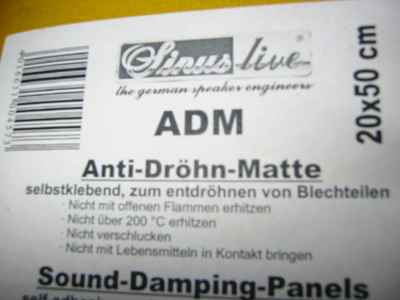 Sinus live
the german speaker engineers
ADM
20x50 cm
Anti-Dröhn-Matte
selbstklebend, zum entdröhnen von Blechteilen
· Nicht mit offenen Flammen erhitzen
· Nicht über 200 °C erhitzen
· Nicht verschlucken
· Nicht mit Lebensmitteln in Kontakt bringen
Sound-Damping-Panels